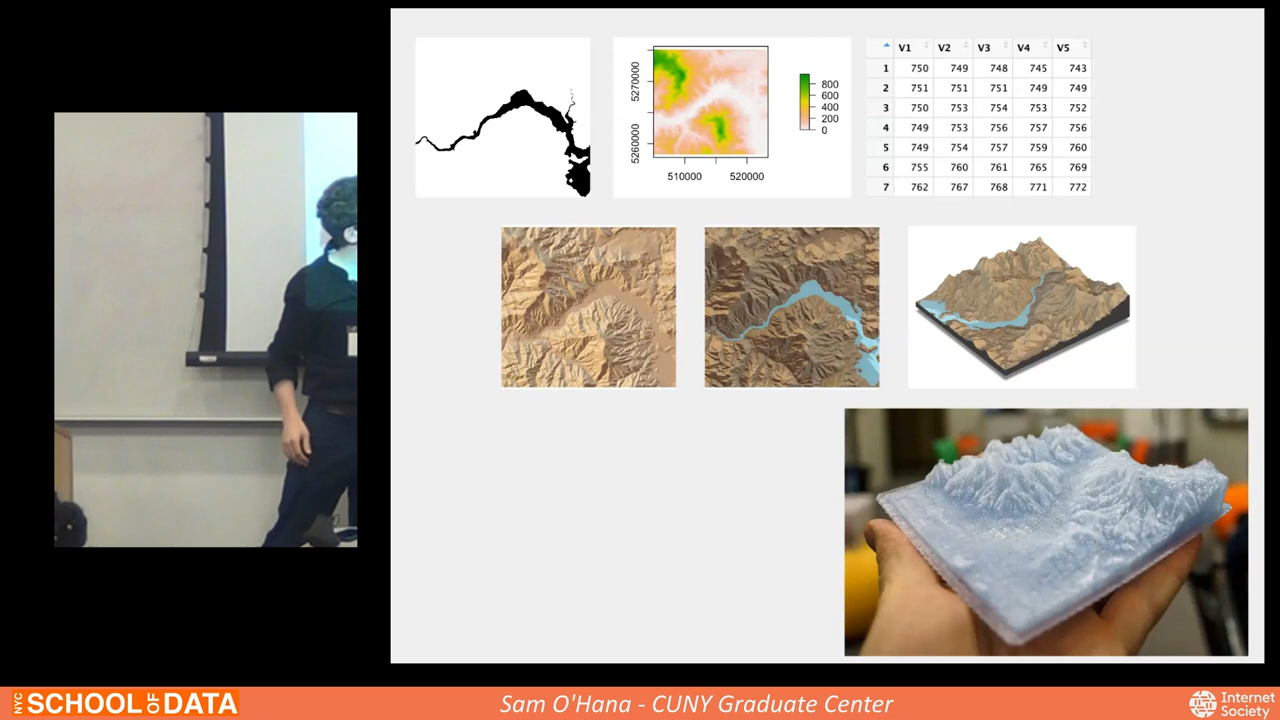 5270000
5260000
510000 520000
800
600
400
200
0
V1 V2 V3 V4 V5
1 750 749 748 745 743
2 751 751 751 749 749
3 750 753 754 753 752
4 749 753 756 757 756
5 749 754 757 759 760
6 755 760 761 765 769
7 762 767 768 771 772
NYC SCHOOL OF DATA
Sam O'Hana - CUNY Graduate Center
Internet
Society